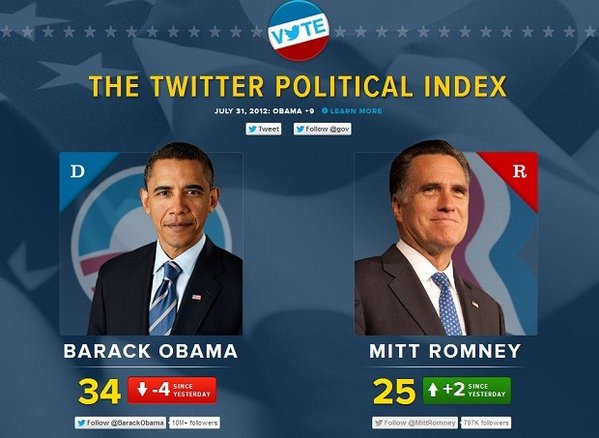 VOTE
THE TWITTER POLITICAL INDEX
JULY 31, 2012: OBAMA +9 LEARN MORE
Tweet Follow @gov
D
R
BARACK OBAMA
MITT ROMNEY
34 -4 SINCE YESTERDAY
25 +2 SINCE YESTERDAY
Follow @BarackObama 10M+ followers
Follow @MittRomney 797K followers